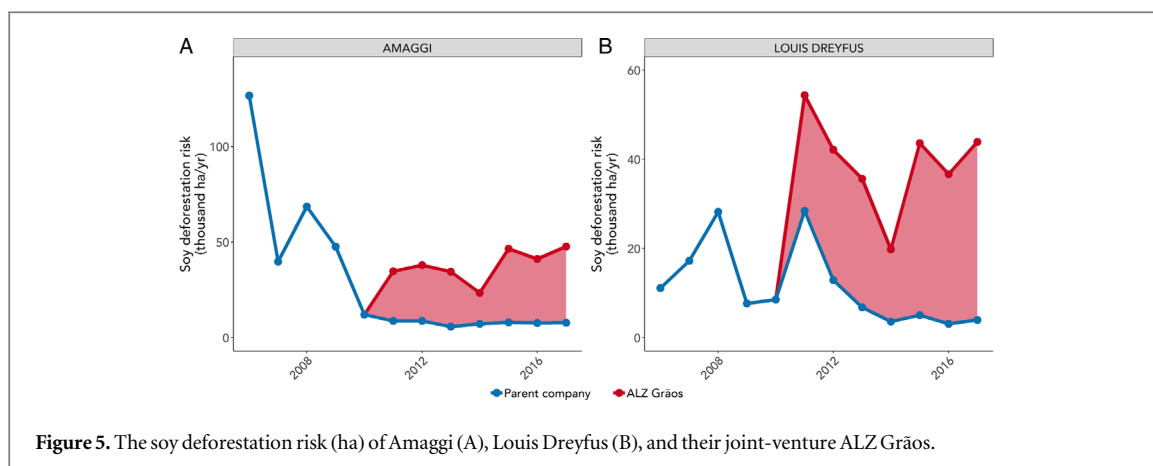 A
AMAGGI
Soy deforestation risk
(thousand ha/yr)
100
50
0
2008
2012
2016
B
LOUIS DREYFUS
Soy deforestation risk
(thousand ha/yr)
60
40
20
0
2008
2012
2016
Parent company
ALZ Gräos
Figure 5. The soy deforestation risk (ha) of Amaggi (A), Louis Dreyfus (B), and their joint-venture ALZ Grãos.